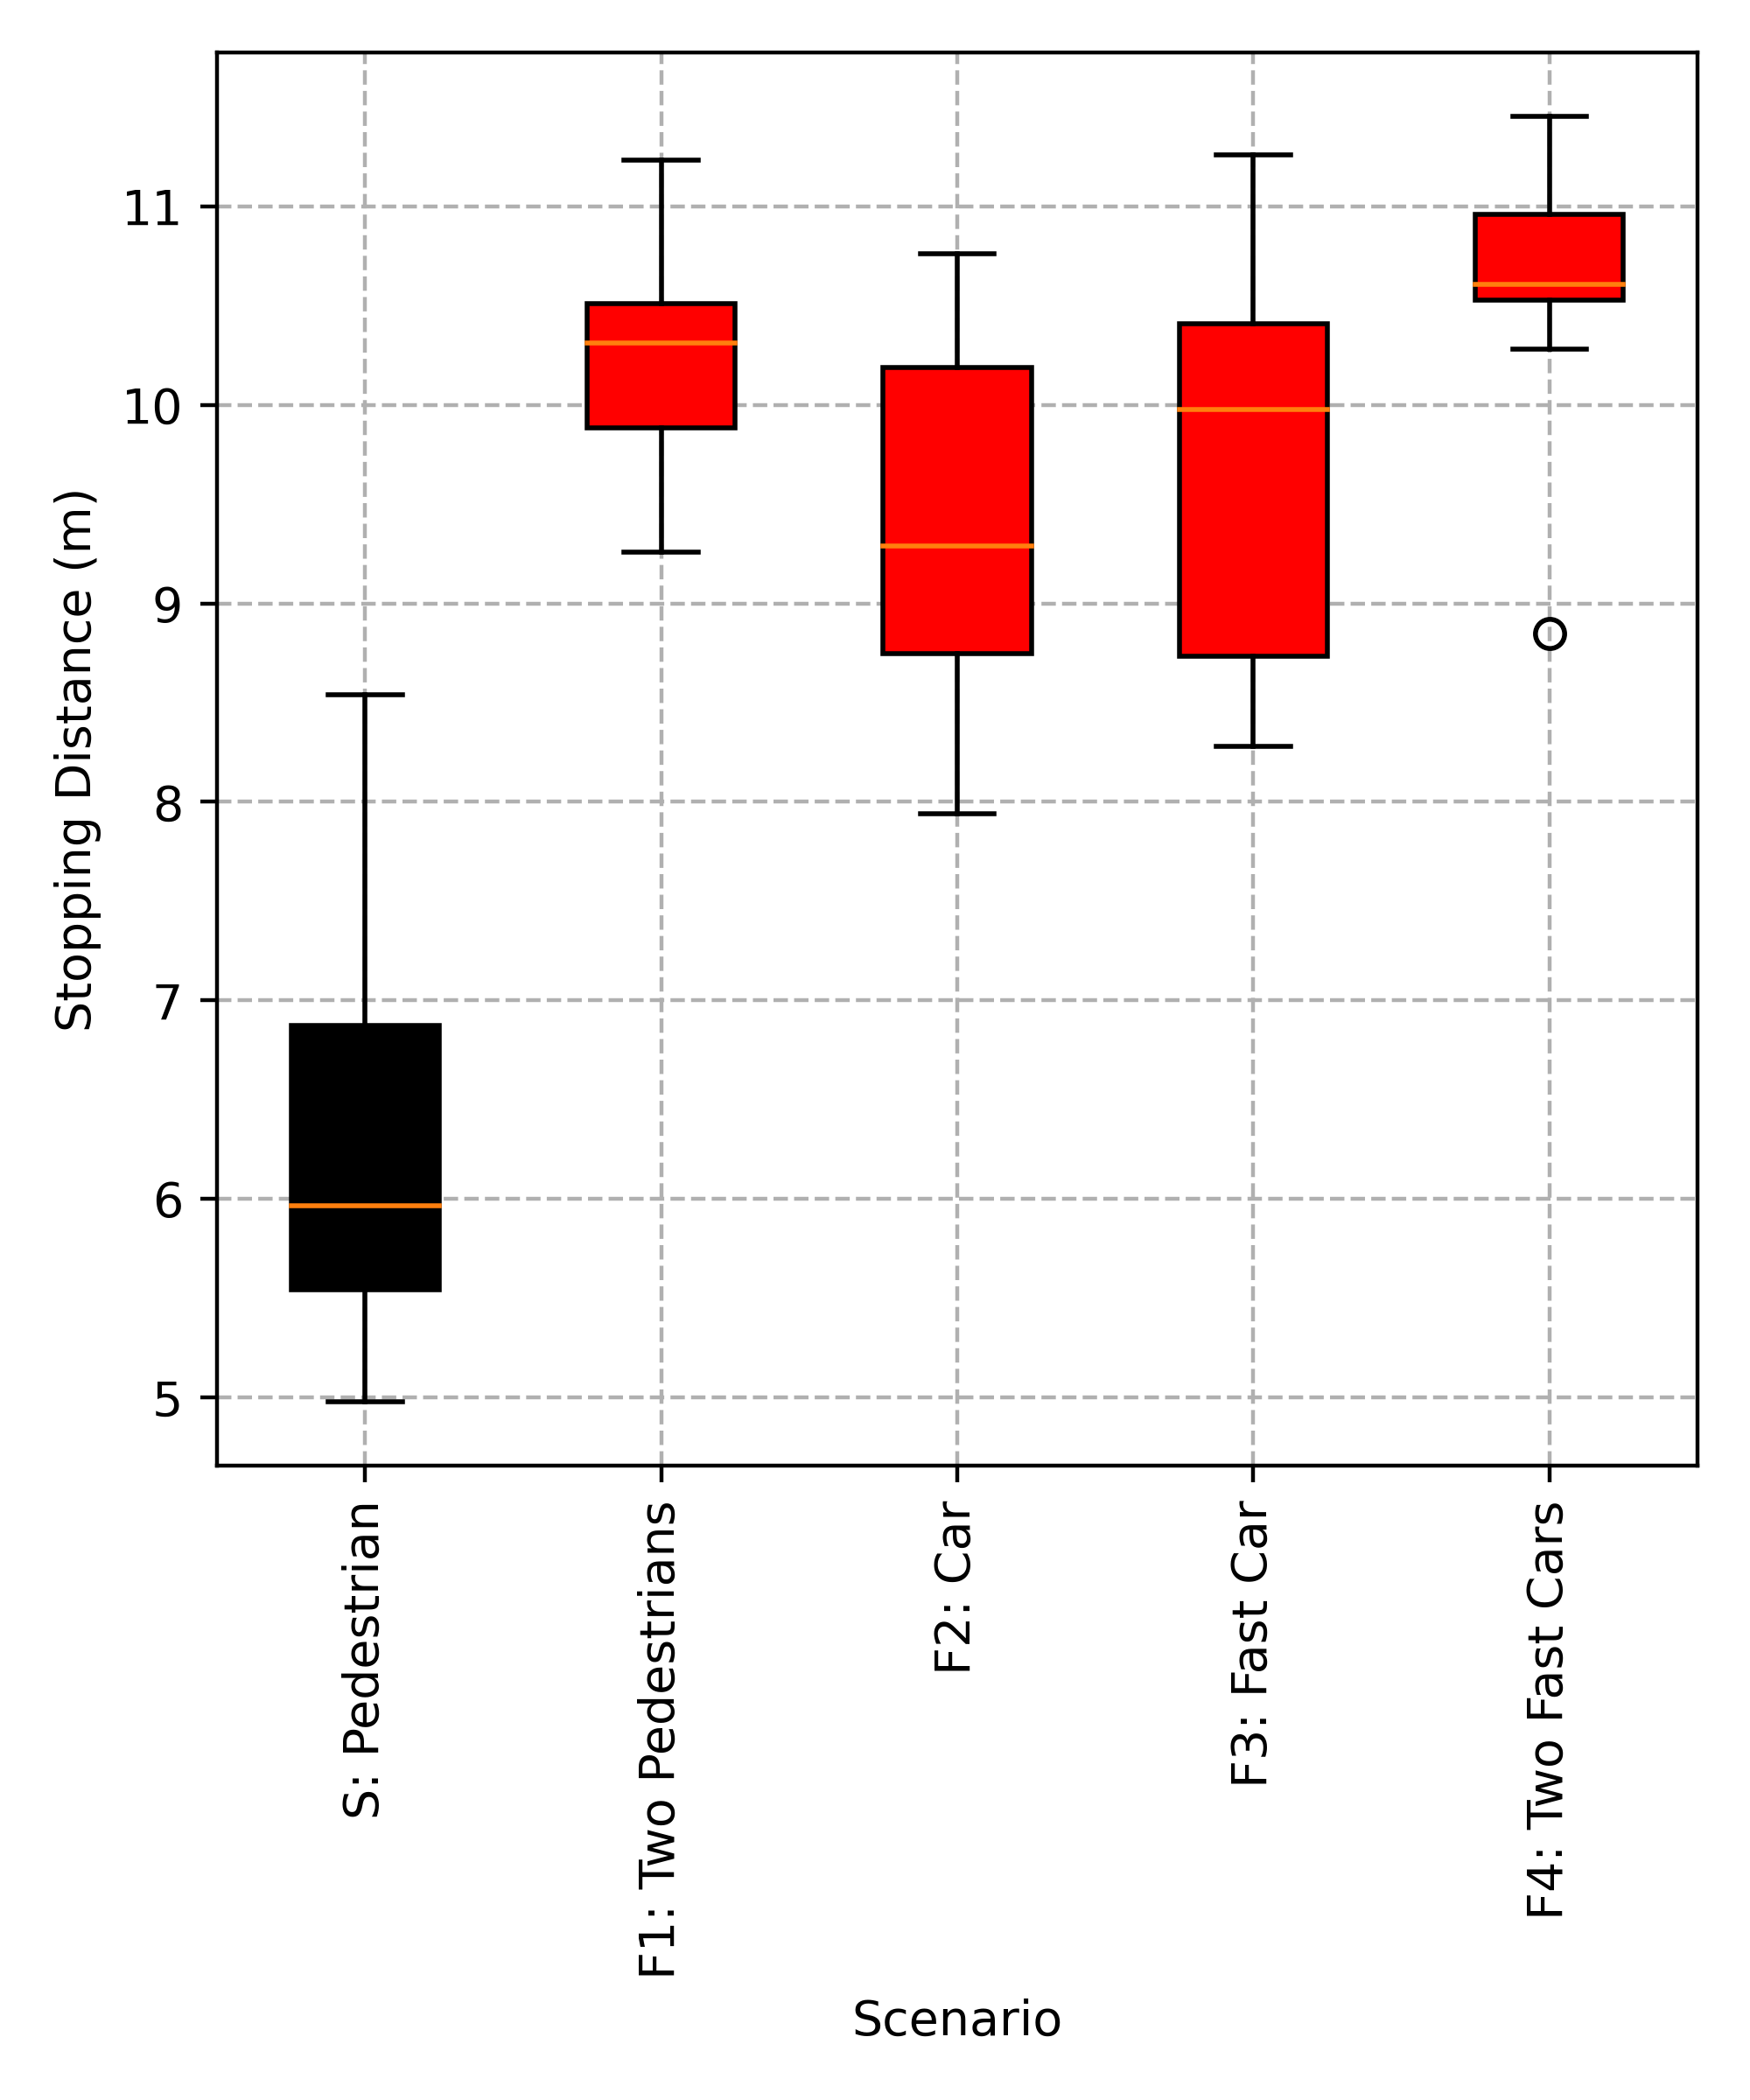 Stopping Distance (m)
11
10
9
8
7
6
5
S: Pedestrian
F1: Two Pedestrians
F2: Car
F3: Fast Car
F4: Two Fast Cars
Scenario